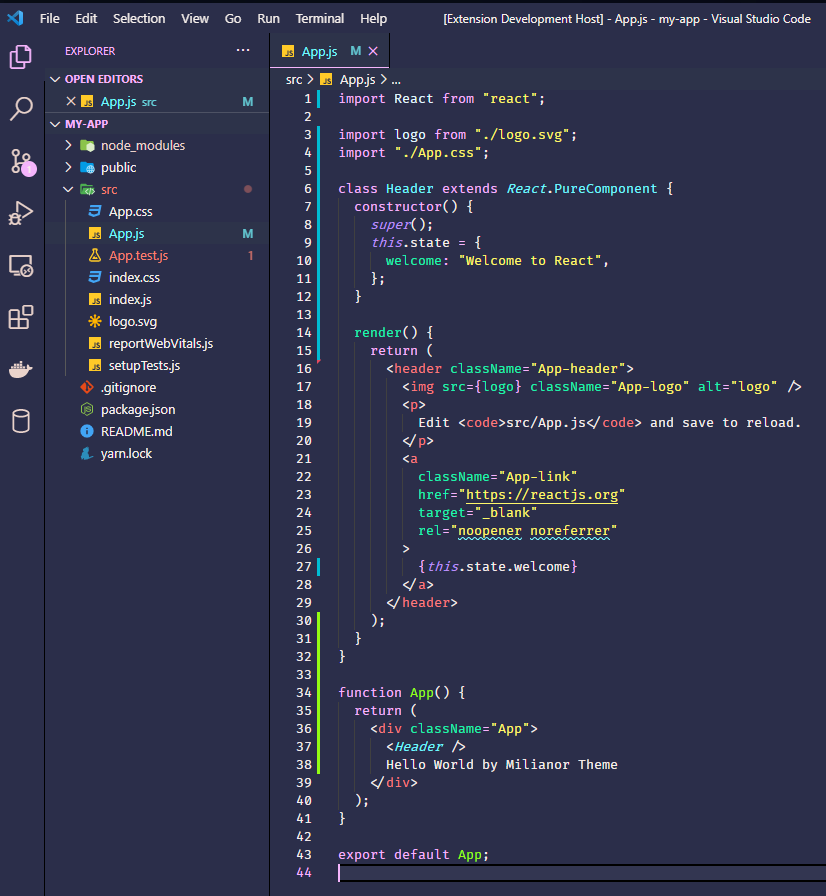 File Edit Selection View Go Run Terminal Help [Extension Development Host] - App.js - my-app - Visual Studio Code
EXPLORER ...
OPEN EDITORS
JS App.js src M
MY-APP
node_modules
public
src
App.css
JS App.js M
App.test.js 1
index.css
JS index.js
logo.svg
JS reportWebVitals.js
JS setupTests.js
.gitignore
JS package.json
README.md
yarn.lock
JS App.js M
src > JS App.js > ...
1 import React from "react";
2
3 import logo from "./logo.svg";
4 import "./App.css";
5
6 class Header extends React.PureComponent {
7   constructor() {
8     super();
9     this.state = {
10       welcome: "Welcome to React",
11     };
12   }
13
14   render() {
15     return (
16       <header className="App-header">
17         <img src={logo} className="App-logo" alt="logo" />
18         <p>
19           Edit <code>src/App.js</code> and save to reload.
20         </p>
21         <a
22           className="App-link"
23           href="https://reactjs.org"
24           target="_blank"
25           rel="noopener noreferrer"
26         >
27           {this.state.welcome}
28         </a>
29       </header>
30     );
31   }
32 }
33
34 function App() {
35   return (
36     <div className="App">
37       <Header />
38       Hello World by Milianor Theme
39     </div>
40   );
41 }
42
43 export default App;
44